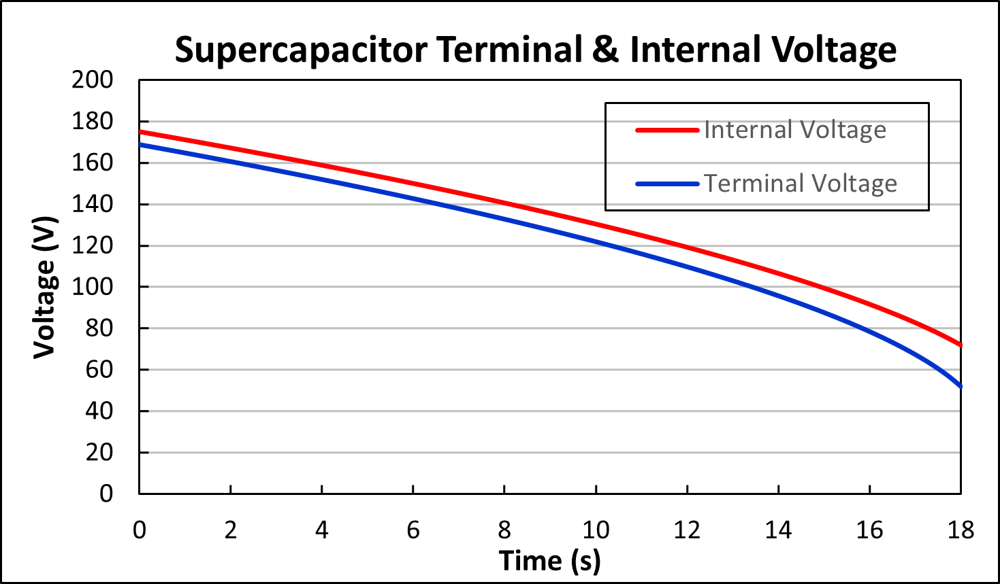 Supercapacitor Terminal & Internal Voltage
200
180
160
140
120
100
80
60
40
20
0
Voltage (V)
Internal Voltage
Terminal Voltage
0 2 4 6 8 10 12 14 16 18
Time (s)